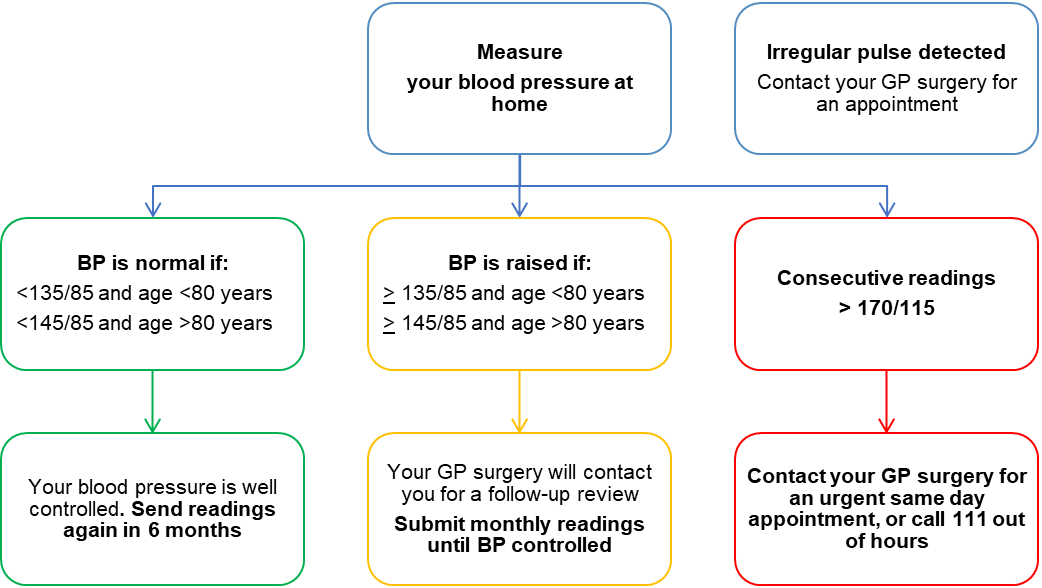 Measure
your blood pressure at
home
Irregular pulse detected
Contact your GP surgery for
an appointment
BP is normal if:
<135/85 and age <80 years
<145/85 and age >80 years
BP is raised if:
≥ 135/85 and age <80 years
≥ 145/85 and age >80 years
Consecutive readings
> 170/115
Your blood pressure is well
controlled. Send readings
again in 6 months
Your GP surgery will contact
you for a follow-up review
Submit monthly readings
until BP controlled
Contact your GP surgery for
an urgent same day
appointment, or call 111 out
of hours